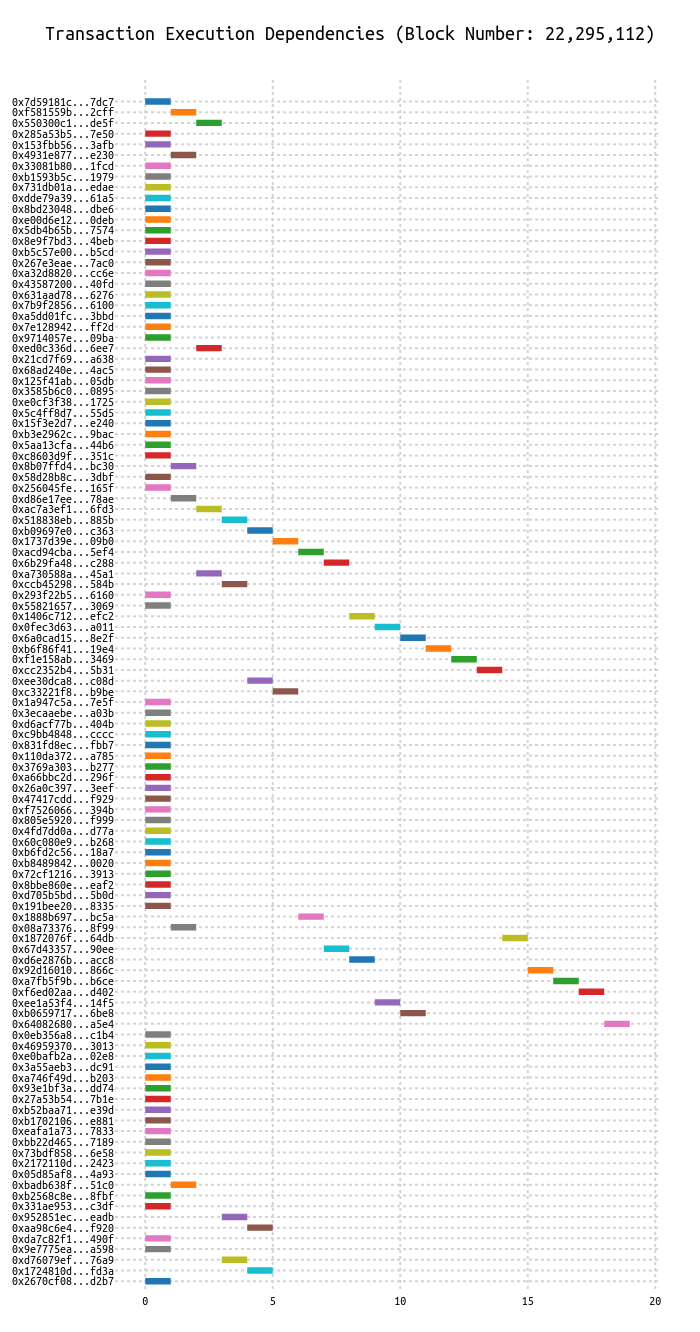 Transaction Execution Dependencies (Block Number: 22,295,112)
0x7d59181c...7dc7
0xf581559b...2cff
0x550300c1...de5f
0x285a53b5...7e50
0x153fbb56...3afb
0x4931e877...e230
0x33081b80...1fcd
0xb1593b5c...1979
0x731db01a...edae
0xdde79a39...61a5
0x8bd23048...dbe6
0xe00d6e12...0deb
0x5db4b65b...7574
0x8e9f7bd3...4beb
0xb5c57e00...b5cd
0x267e3eae...7ac0
0xa32d8820...cc6e
0x43587200...40fd
0x631aad78...6276
0x7b9f2856...6100
0xa5dd01fc...3bbd
0x7e128942...ff2d
0x9714057e...09ba
0xed0c336d...6ee7
0x21cd7f69...a638
0x68ad240e...4ac5
0x125f41ab...05db
0x3585b6c0...0895
0xe0cf3f38...1725
0x5c4ff8d7...55d5
0x15f3e2d7...e240
0xb3e2962c...9bac
0x5aa13cfa...44b6
0xc8603d9f...351c
0x8b07ffd4...bc30
0x58d28b8c...3dbf
0x256045fe...165f
0xd86e17ee...78ae
0xac7a3ef1...6fd3
0x518838eb...885b
0xb09697e0...c363
0x1737d39e...09b0
0xacd94cba...5ef4
0x6b29fa48...c288
0xa730588a...45a1
0xccb45298...584b
0x293f22b5...6160
0x55821657...3069
0x1406c712...efc2
0x0fec3d63...a011
0x6a0cad15...8e2f
0xb6f86f41...19e4
0xf1e158ab...3469
0xcc2352b4...5b31
0xee30dca8...c08d
0xc33221f8...b9be
0x1a947c5a...7e5f
0x3ecaaebe...a03b
0xd6acf77b...404b
0xc9bb4848...cccc
0x831fd8ec...fbb7
0x110da372...a785
0x3769a303...b277
0xa66bbc2d...296f
0x26a0c397...3eef
0x47417cdd...f929
0xf7526066...394b
0x805e5920...f999
0x4fd7dd0a...d77a
0x60c080e9...b268
0xb6fd2c56...18a7
0xb8489842...0020
0x72cf1216...3913
0x8bbe860e...eaf2
0xd705b5bd...5b0d
0x191bee20...8335
0x1888b697...bc5a
0x08a73376...8f99
0x1872076f...64db
0x67d43357...90ee
0xd6e2876b...acc8
0x92d16010...866c
0xa7fb5f9b...b6ce
0xf6ed02aa...d402
0xee1a53f4...14f5
0xb0659717...6be8
0x64082680...a5e4
0x0eb356a8...c1b4
0x46959370...3013
0xe0bafb2a...02e8
0x3a55aeb3...dc91
0xa746f49d...b203
0x93e1bf3a...dd74
0x27a53b54...7b1e
0xb52baa71...e39d
0xb1702106...e881
0xeafa1a73...7833
0xbb22d465...7189
0x73bdf858...6e58
0x2172110d...2423
0x05d85af8...4a93
0xbadb638f...51c0
0xb2568c8e...8fbf
0x331ae953...c3df
0x952851ec...eadb
0xaa98c6e4...f920
0xda7c82f1...490f
0x9e7775ea...a598
0xd76079ef...76a9
0x1724810d...fd3a
0x2670cf08...d2b7
0 5 10 15 20